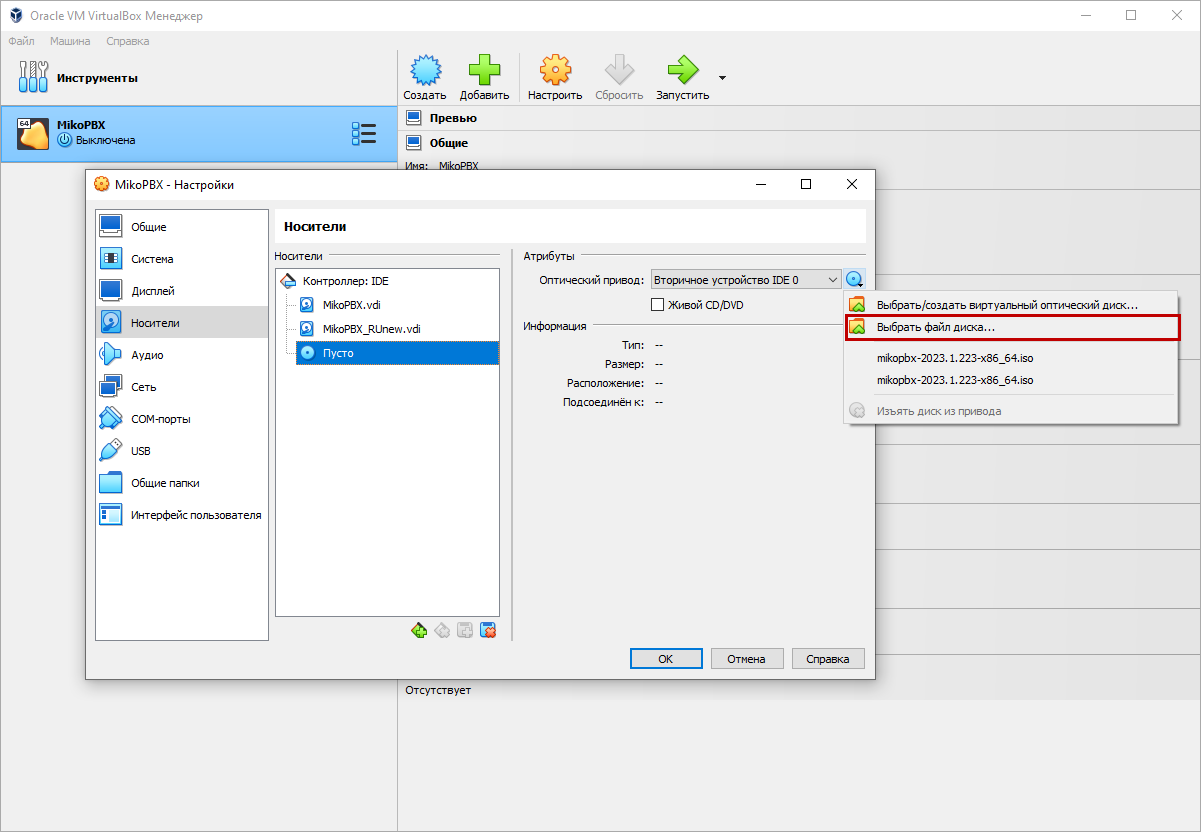 Oracle VM VirtualBox Менеджер
Файл Машина Справка
Инструменты
Создать Добавить Настроить Сбросить Запустить
64
MikoPBX
Выключена
Превью
Общие
Имя: MikoPBX
MikoPBX - Настройки
Общие
Система
Дисплей
Носители
Аудио
Сеть
COM-порты
USB
Общие папки
Интерфейс пользователя
Носители
Носители
Контроллер: IDE
MikoPBX.vdi
MikoPBX_RUnew.vdi
Пусто
Атрибуты
Оптический привод: Вторичное устройство IDE 0
Живой CD/DVD
Информация
Тип: --
Размер: --
Расположение: --
Подсоединён к: --
Выбрать/создать виртуальный оптический диск...
Выбрать файл диска...
mikopbx-2023.1.223-x86_64.iso
mikopbx-2023.1.223-x86_64.iso
Изъять диск из привода
OK Отмена Справка
Отсутствует